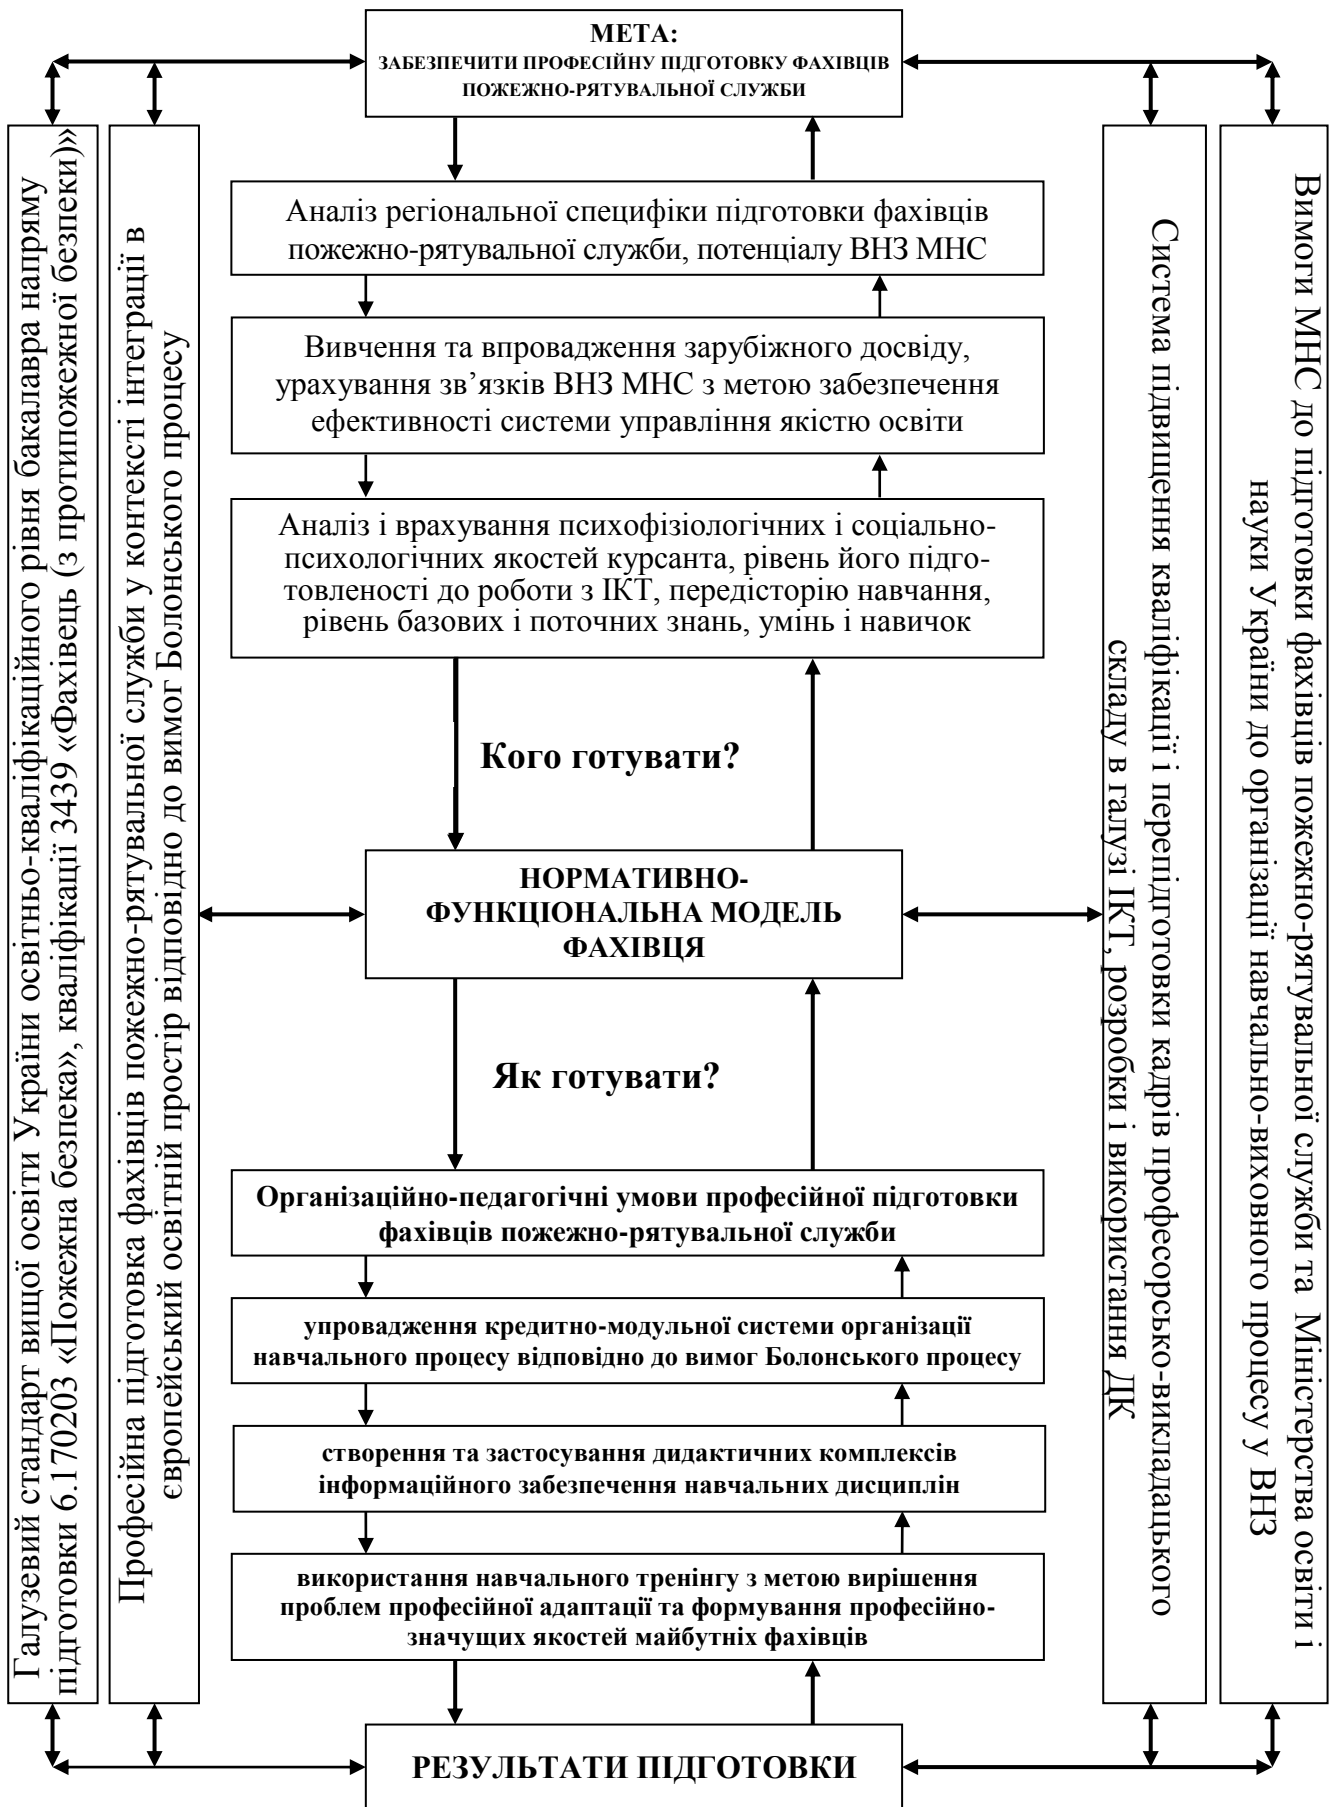 МЕТА:
ЗАБЕЗПЕЧИТИ ПРОФЕСІЙНУ ПІДГОТОВКУ ФАХІВЦІВ
ПОЖЕЖНО-РЯТУВАЛЬНОЇ СЛУЖБИ
Галузевий стандарт вищої освіти України освітньо-кваліфікаційного рівня бакалавра напряму
підготовки 6.170203 «Пожежна безпека», кваліфікації 3439 «Фахівець (з протипожежної безпеки)»
Професійна підготовка фахівців пожежно-рятувальної служби у контексті інтеграції в
європейський освітній простір відповідно до вимог Болонського процесу
Аналіз регіональної специфіки підготовки фахівців
пожежно-рятувальної служби, потенціалу ВНЗ МНС
Вивчення та впровадження зарубіжного досвіду,
урахування зв’язків ВНЗ МНС з метою забезпечення
ефективності системи управління якістю освіти
Аналіз і врахування психофізіологічних і соціально-
психологічних якостей курсанта, рівень його підго-
товленості до роботи з ІКТ, передісторію навчання,
рівень базових і поточних знань, умінь і навичок
Кого готувати?
НОРМАТИВНО-
ФУНКЦІОНАЛЬНА МОДЕЛЬ
ФАХІВЦЯ
Як готувати?
Організаційно-педагогічні умови професійної підготовки
фахівців пожежно-рятувальної служби
упровадження кредитно-модульної системи організації
навчального процесу відповідно до вимог Болонського процесу
створення та застосування дидактичних комплексів
інформаційного забезпечення навчальних дисциплін
використання навчального тренінгу з метою вирішення
проблем професійної адаптації та формування професійно-
значущих якостей майбутніх фахівців
РЕЗУЛЬТАТИ ПІДГОТОВКИ
Система підвищення кваліфікації і перепідготовки кадрів професорсько-викладацького
складу в галузі ІКТ, розробки і використання ДК
Вимоги МНС до підготовки фахівців пожежно-рятувальної служби та Міністерства освіти і
науки України до організації навчально-виховного процесу у ВНЗ